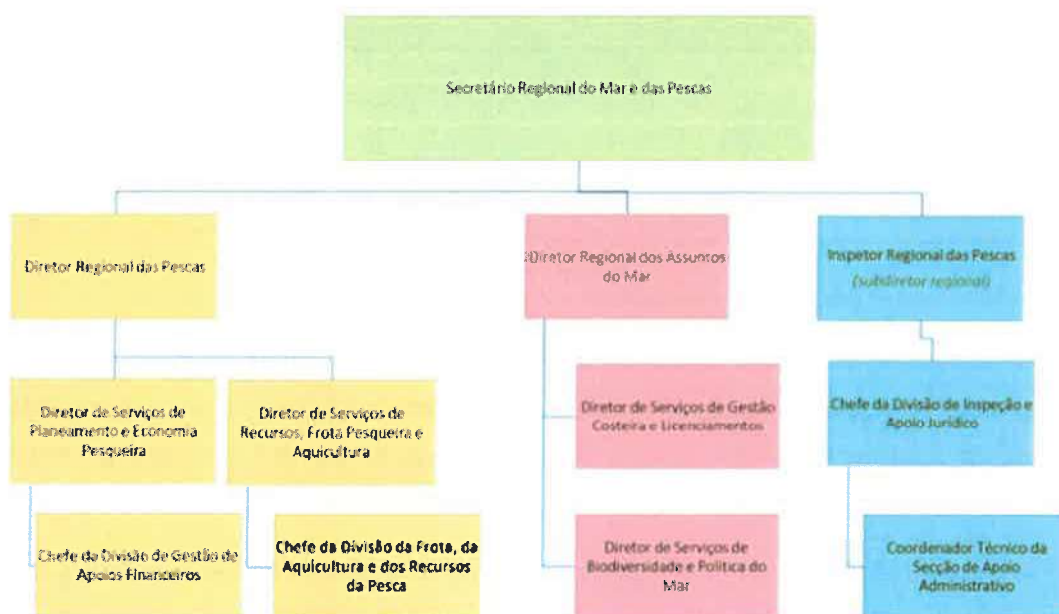 Secretário Regional do Mar e das Pescas
Diretor Regional das Pescas
Diretor Regional dos Assuntos
do Mar
Inspetor Regional das Pescas
(subdiretor regional)
Diretor de Serviços de
Planeamento e Economia
Pesqueira
Diretor de Serviços de
Recursos, Frota Pesqueira e
Aquicultura
Diretor de Serviços de Gestão
Costeira e Licenciamentos
Chefe da Divisão de Inspeção e
Apoio Jurídico
Chefe da Divisão de Gestão de
Apoios Financeiros
Chefe da Divisão da Frota, da
Aquicultura e dos Recursos
da Pesca
Diretor de Serviços de
Biodiversidade e Política do
Mar
Coordenador Técnico da
Secção de Apoio
Administrativo